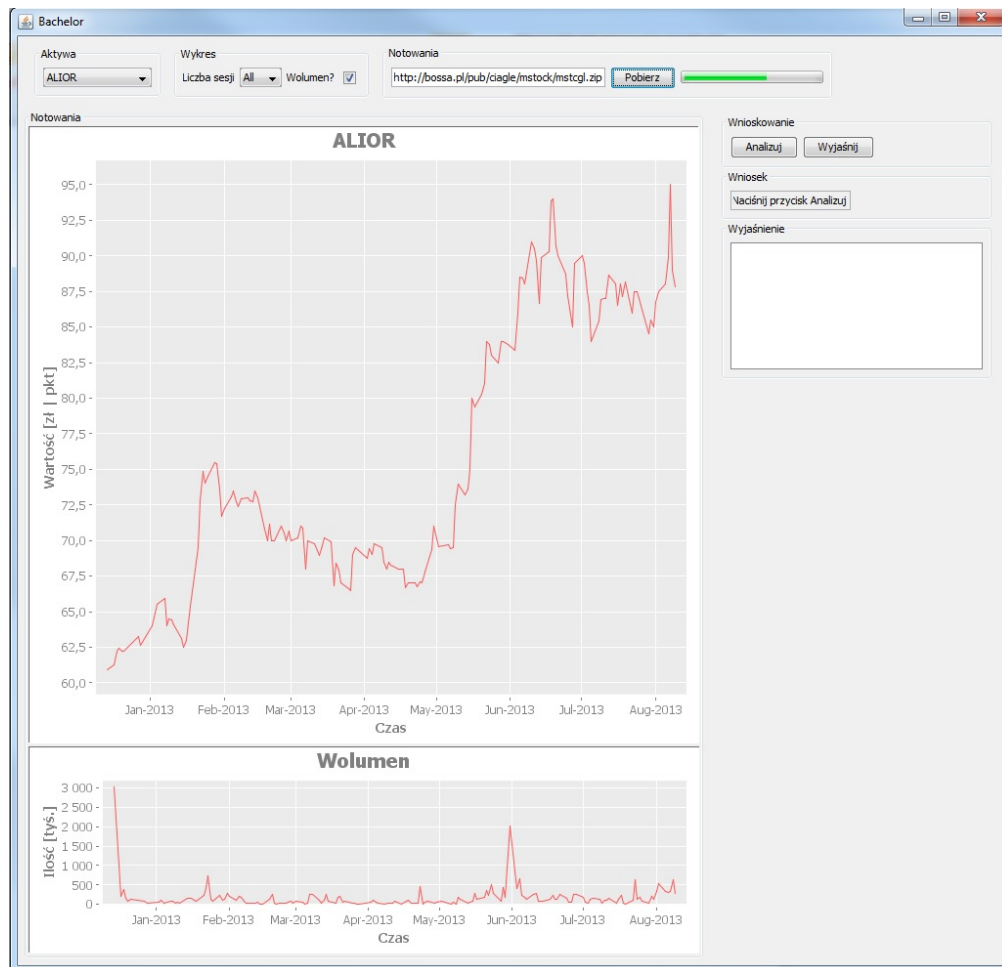 Bachelor
Aktywa
Wykres
Notowania
ALIOR
Liczba sesji All Wolumen?
http://bossa.pl/pub/ciagle/mstock/mstcgl.zip
Pobierz
Notowania
ALIOR
Wartość [zł | pkt]
95,0
92,5
90,0
87,5
85,0
82,5
80,0
77,5
75,0
72,5
70,0
67,5
65,0
62,5
60,0
Jan-2013 Feb-2013 Mar-2013 Apr-2013 May-2013 Jun-2013 Jul-2013 Aug-2013
Czas
Wolumen
Ilość [tyś.]
3 000
2 500
2 000
1 500
1 000
500
0
Jan-2013 Feb-2013 Mar-2013 Apr-2013 May-2013 Jun-2013 Jul-2013 Aug-2013
Czas
Wnioskowanie
Analizuj Wyjaśnij
Wniosek
Naciśnij przycisk Analizuj
Wyjaśnienie